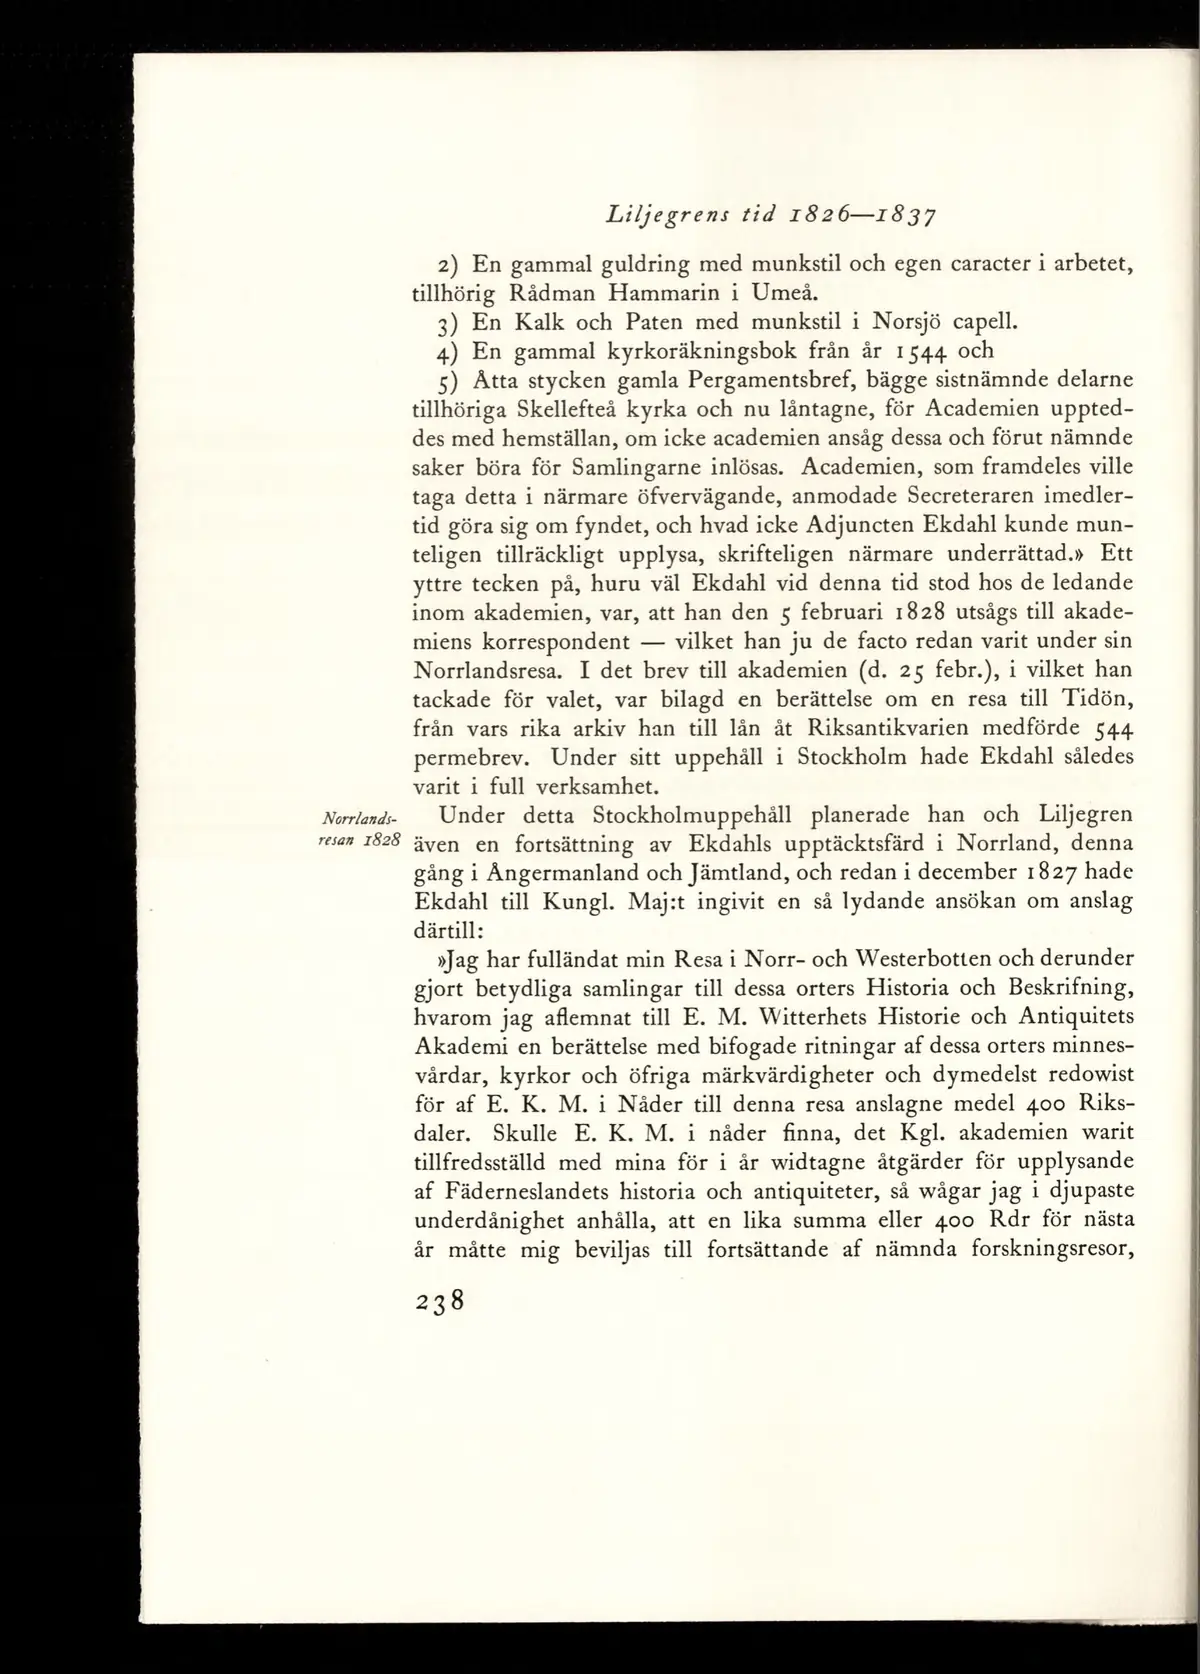 Liljegrens tid 1826—1837
2) En gammal guldring med munkstil och egen caracter i arbetet,
tillhörig Rådman Hammarin i Umeå.
3) En Kalk och Paten med munkstil i Norsjö capell.
4) En gammal kyrkoräkningsbok från år 1544 och
5) Åtta stycken gamla Pergamentsbref, bägge sistnämnde delarne
tillhöriga Skellefteå kyrka och nu låntagne, för Academien uppted-
des med hemställan, om icke academien ansåg dessa och förut nämnde
saker böra för Samlingarne inlösas. Academien, som framdeles ville
taga detta i närmare öfvervägande, anmodade Secreteraren imedler-
tid göra sig om fyndet, och hvad icke Adjuncten Ekdahl kunde mun-
teligen tillräckligt upplysa, skrifteligen närmare underrättad.» Ett
yttre tecken på, huru väl Ekdahl vid denna tid stod hos de ledande
inom akademien, var, att han den 5 februari 1828 utsågs till akade-
miens korrespondent — vilket han ju de facto redan varit under sin
Norrlandsresa. I det brev till akademien (d. 25 febr.), i vilket han
tackade för valet, var bilagd en berättelse om en resa till Tidön,
från vars rika arkiv han till lån åt Riksantikvarien medförde 544
permebrev. Under sitt uppehåll i Stockholm hade Ekdahl således
varit i full verksamhet.
Norrlands-
resan 1828
Under detta Stockholmuppehåll planerade han och Liljegren
även en fortsättning av Ekdahls upptäcktsfärd i Norrland, denna
gång i Ångermanland och Jämtland, och redan i december 1827 hade
Ekdahl till Kungl. Maj:t ingivit en så lydande ansökan om anslag
därtill:
»Jag har fulländat min Resa i Norr- och Westerbotten och derunder
gjort betydliga samlingar till dessa orters Historia och Beskrifning,
hvarom jag aflemnat till E. M. Witterhets Historie och Antiquitets
Akademi en berättelse med bifogade ritningar af dessa orters minnes-
vårdar, kyrkor och öfriga märkvärdigheter och dymedelst redowist
för af E. K. M. i Nåder till denna resa anslagne medel 400 Riks-
daler. Skulle E. K. M. i nåder finna, det Kgl. akademien warit
tillfredsställd med mina för i år widtagne åtgärder för upplysande
af Fäderneslandets historia och antiquiteter, så wågar jag i djupaste
underdånighet anhålla, att en lika summa eller 400 Rdr för nästa
år måtte mig beviljas till fortsättande af nämnda forskningsresor,
238